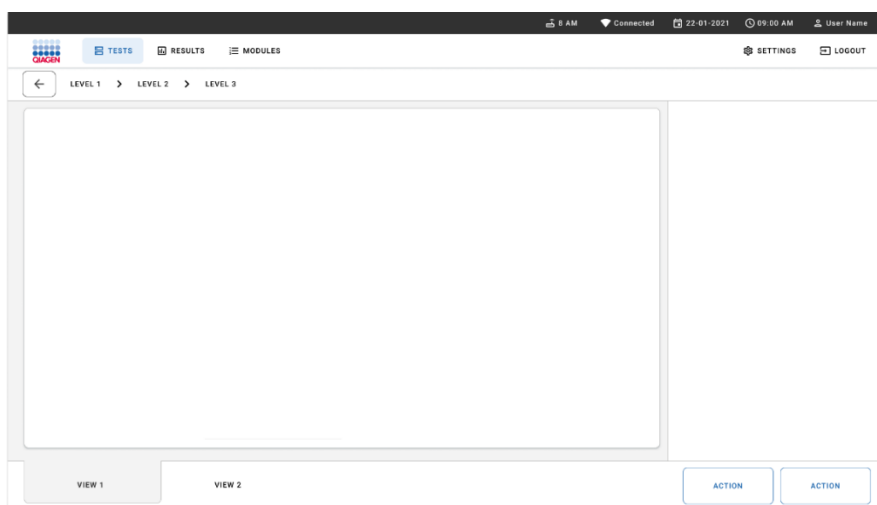 8 AM Connected 22-01-2021 09:00 AM User Name
QIAGEN TESTS RESULTS MODULES SETTINGS LOGOUT
LEVEL 1 > LEVEL 2 > LEVEL 3
VIEW 1 VIEW 2 ACTION ACTION